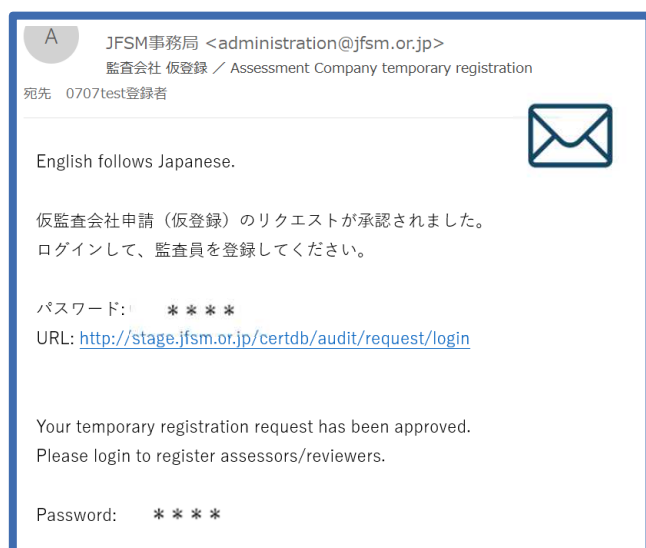 A
JFSM事務局 <administration@jfsm.or.jp>
監査会社 仮登録 ／ Assessment Company temporary registration
宛先 0707test登録者
English follows Japanese.
仮監査会社申請（仮登録）のリクエストが承認されました。
ログインして、監査員を登録してください。
パスワード: ＊＊＊＊
URL: http://stage.jfsm.or.jp/certdb/audit/request/login
Your temporary registration request has been approved.
Please login to register assessors/reviewers.
Password: ＊＊＊＊